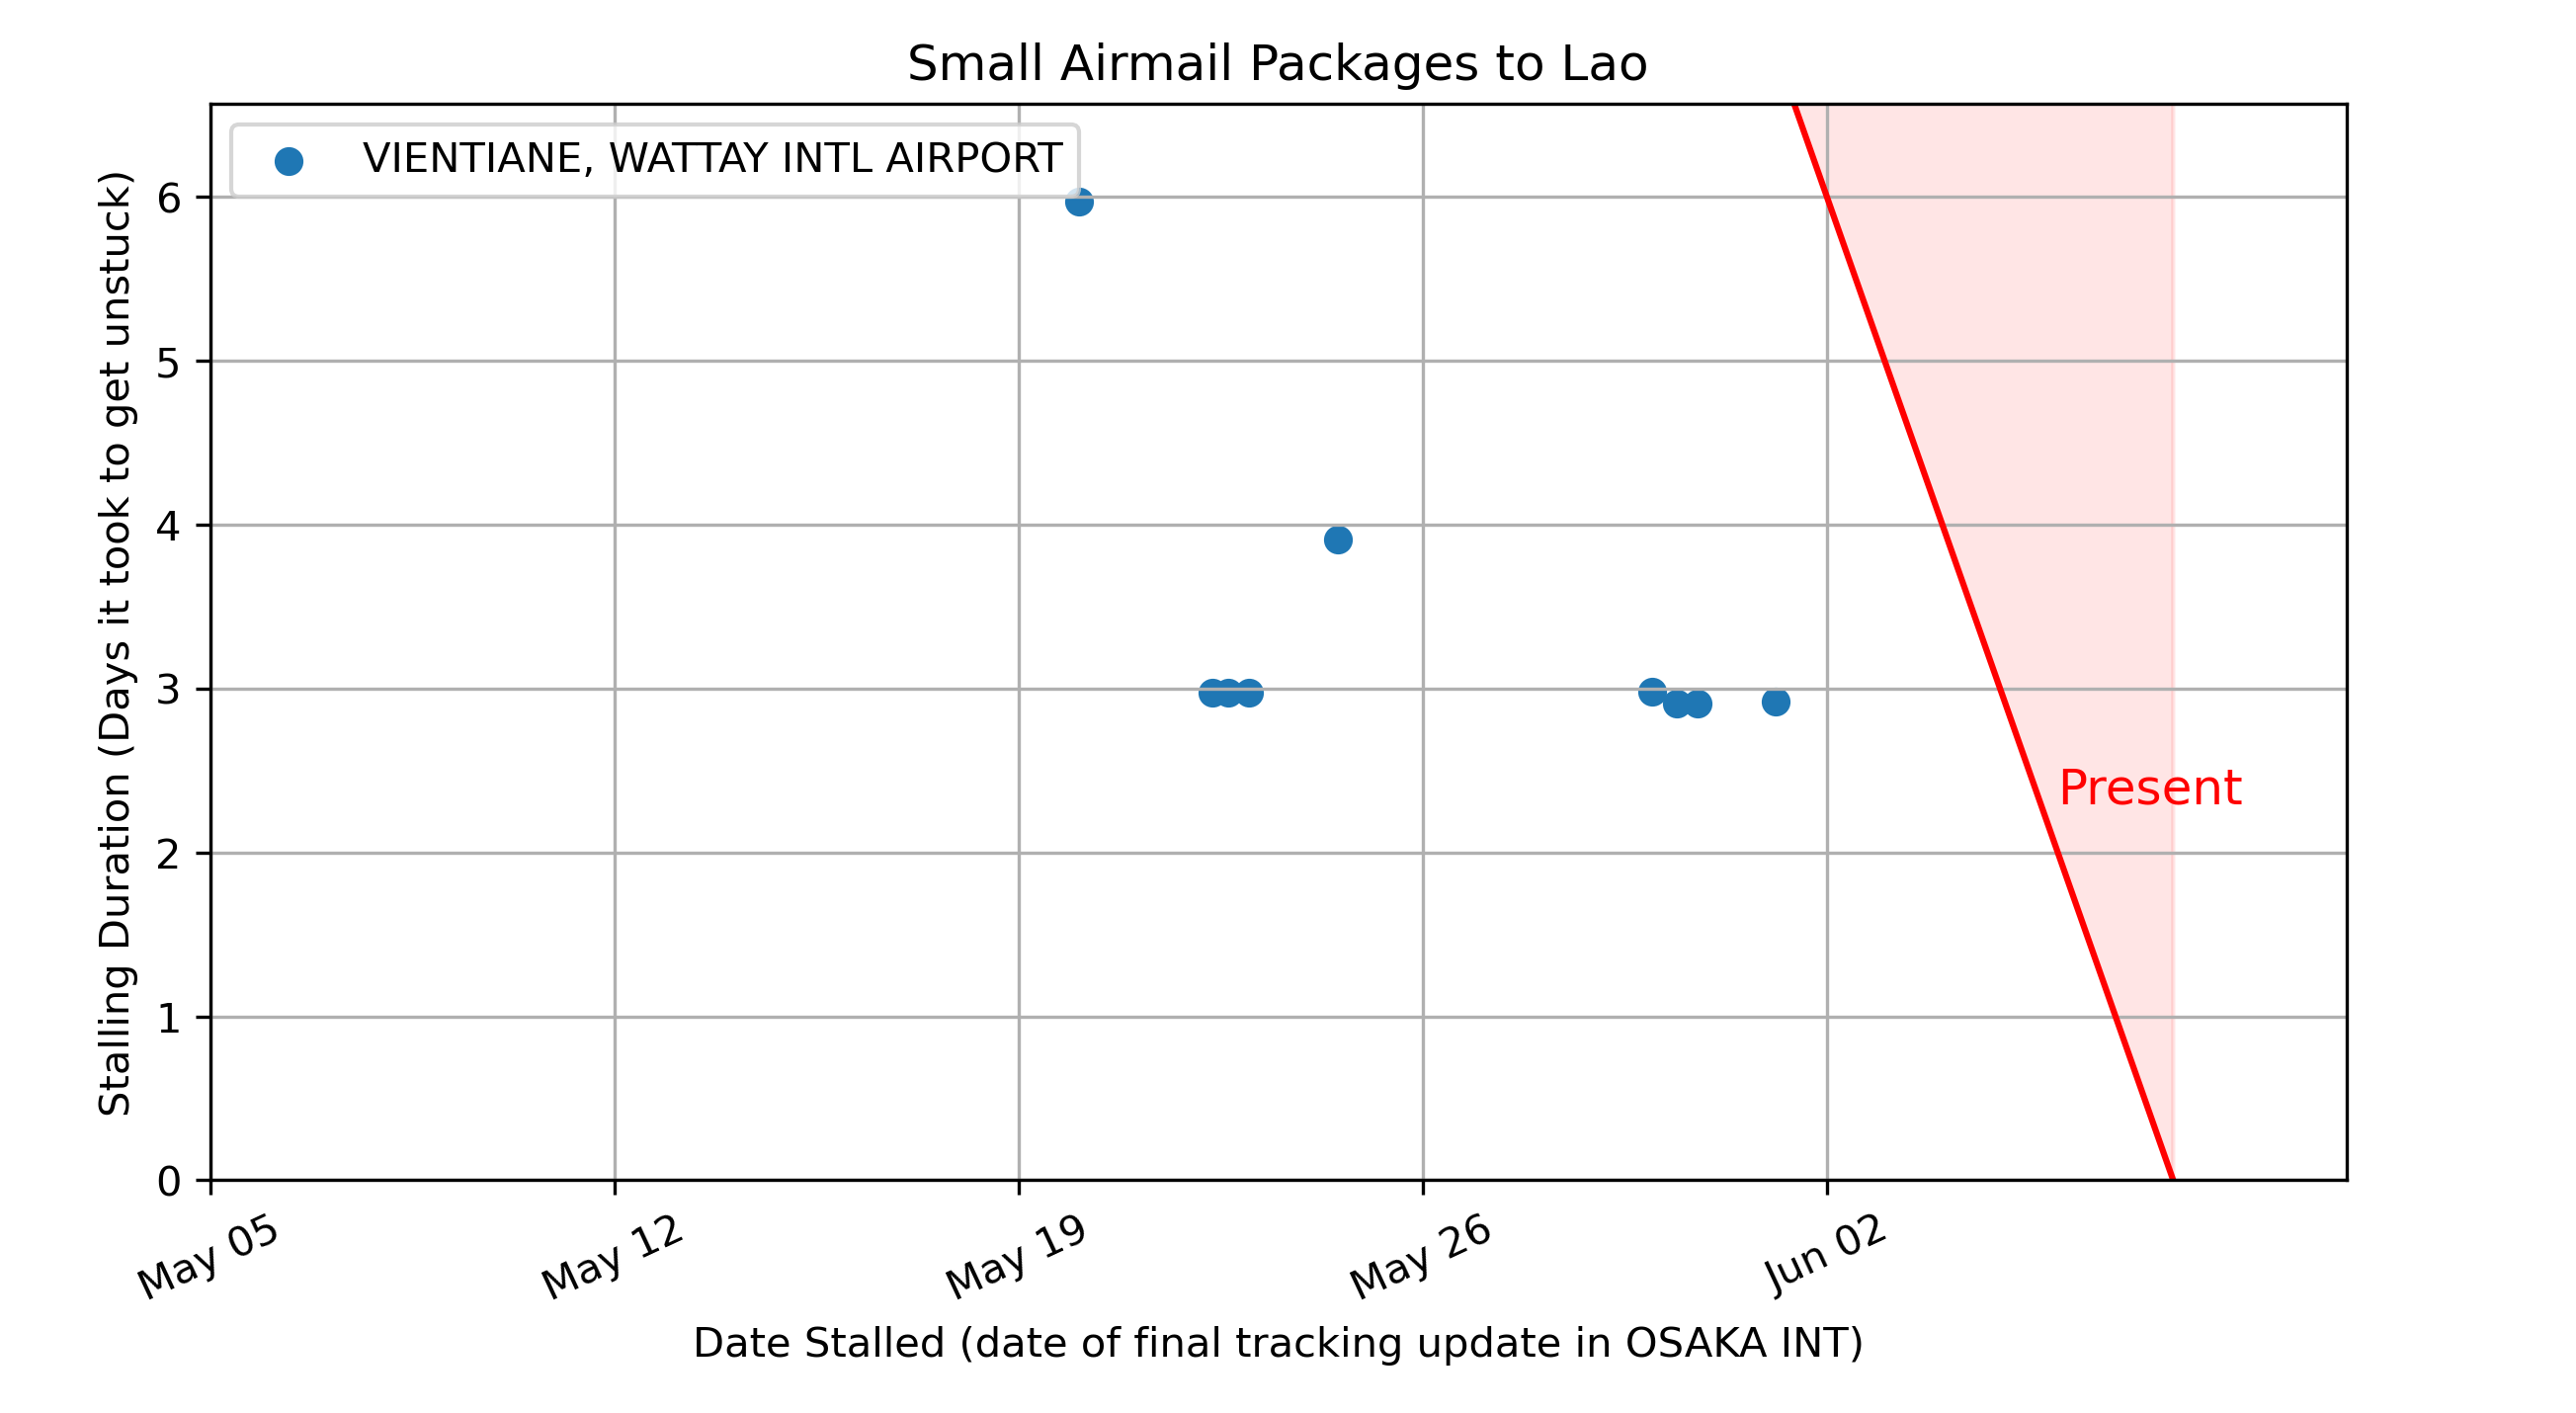 Small Airmail Packages to Lao
VIENTIANE, WATTAY INTL AIRPORT
Stalling Duration (Days it took to get unstuck)
6
5
4
3
2
1
0
Present
May 05
May 12
May 19
May 26
Jun 02
Date Stalled (date of final tracking update in OSAKA INT)